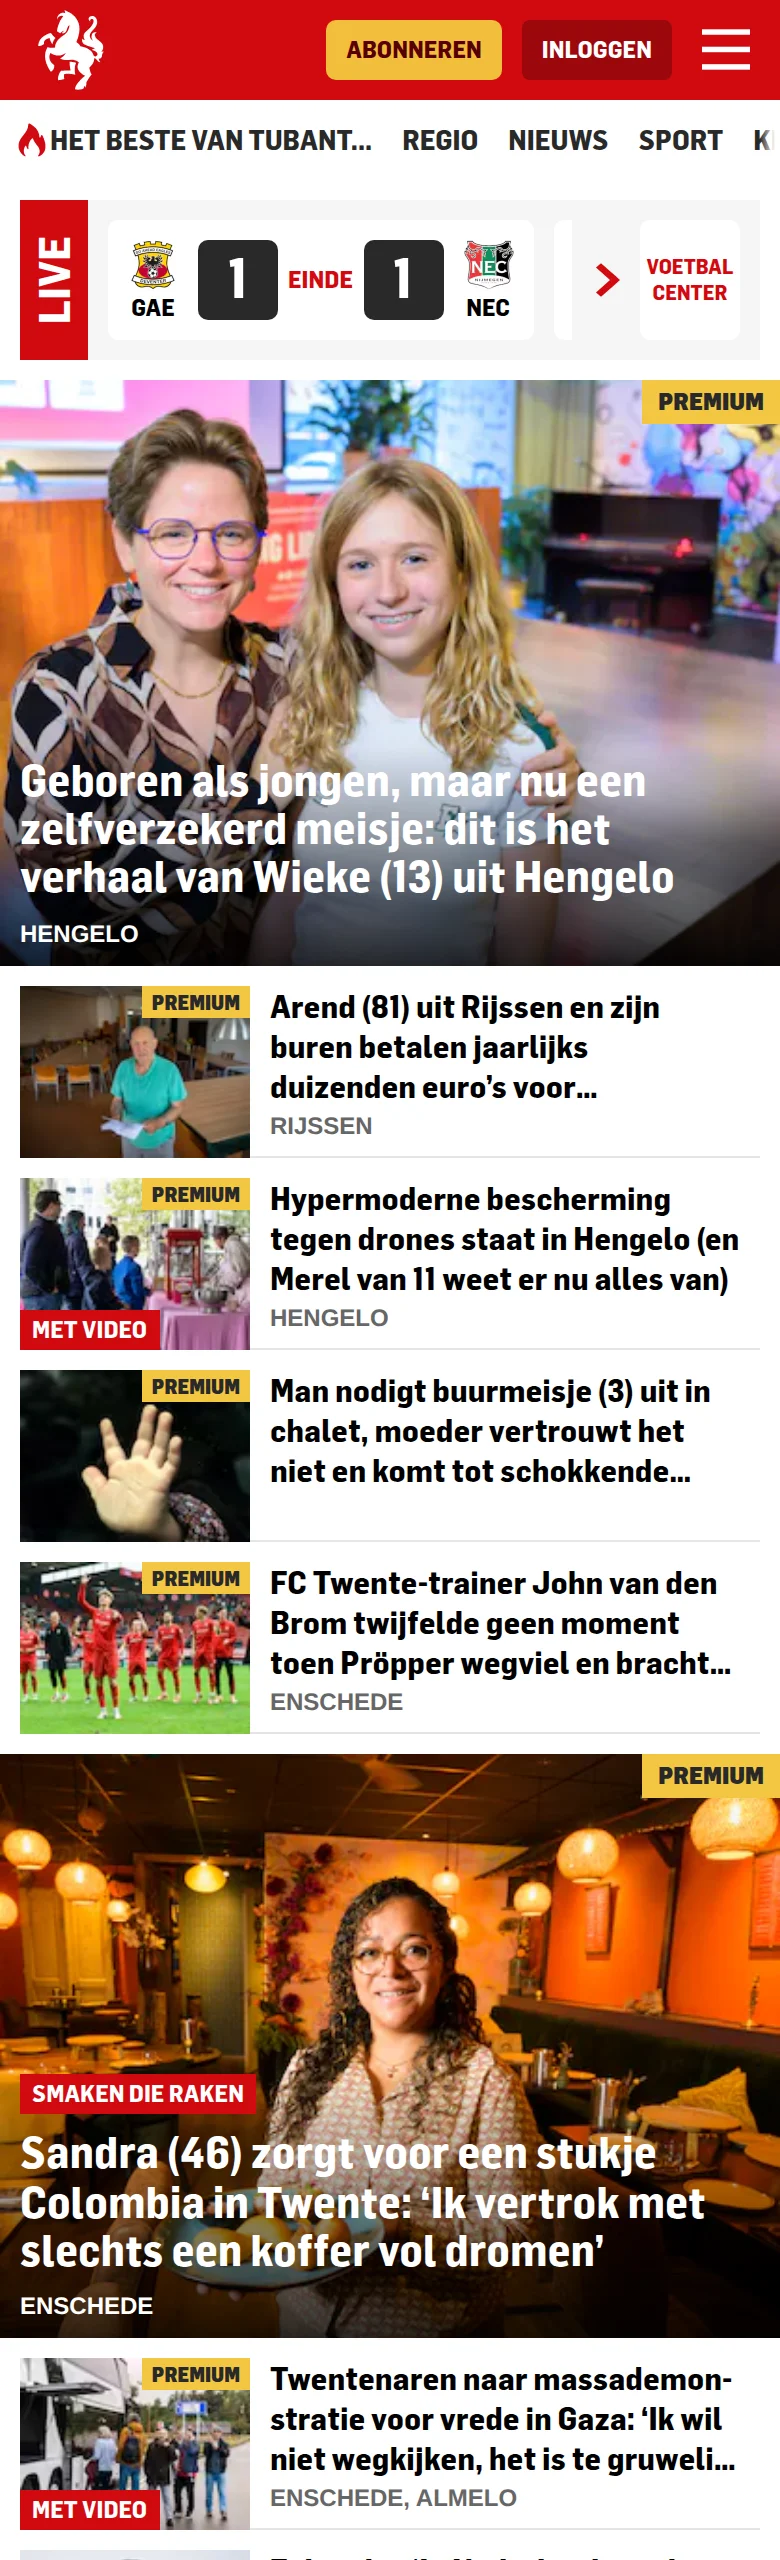 ABONNEREN
INLOGGEN
HET BESTE VAN TUBANT...
REGIO
NIEUWS
SPORT
LIVE
GAE
1
EINDE
1
NEC
NEC
VOETBAL
CENTER
PREMIUM
Geboren als jongen, maar nu een
zelfverzekerd meisje: dit is het
verhaal van Wieke (13) uit Hengelo
HENGELO
PREMIUM
Arend (81) uit Rijssen en zijn
buren betalen jaarlijks
duizenden euro’s voor...
RIJSSEN
PREMIUM
MET VIDEO
Hypermoderne bescherming
tegen drones staat in Hengelo (en
Merel van 11 weet er nu alles van)
HENGELO
PREMIUM
Man nodigt buurmeisje (3) uit in
chalet, moeder vertrouwt het
niet en komt tot schokkende...
PREMIUM
FC Twente-trainer John van den
Brom twijfelde geen moment
toen Pröpper wegviel en bracht...
ENSCHEDE
PREMIUM
SMAKEN DIE RAKEN
Sandra (46) zorgt voor een stukje
Colombia in Twente: ‘Ik vertrok met
slechts een koffer vol dromen’
ENSCHEDE
PREMIUM
MET VIDEO
Twentenaren naar massademon-
stratie voor vrede in Gaza: ‘Ik wil
niet wegkijken, het is te gruweli...
ENSCHEDE, ALMELO